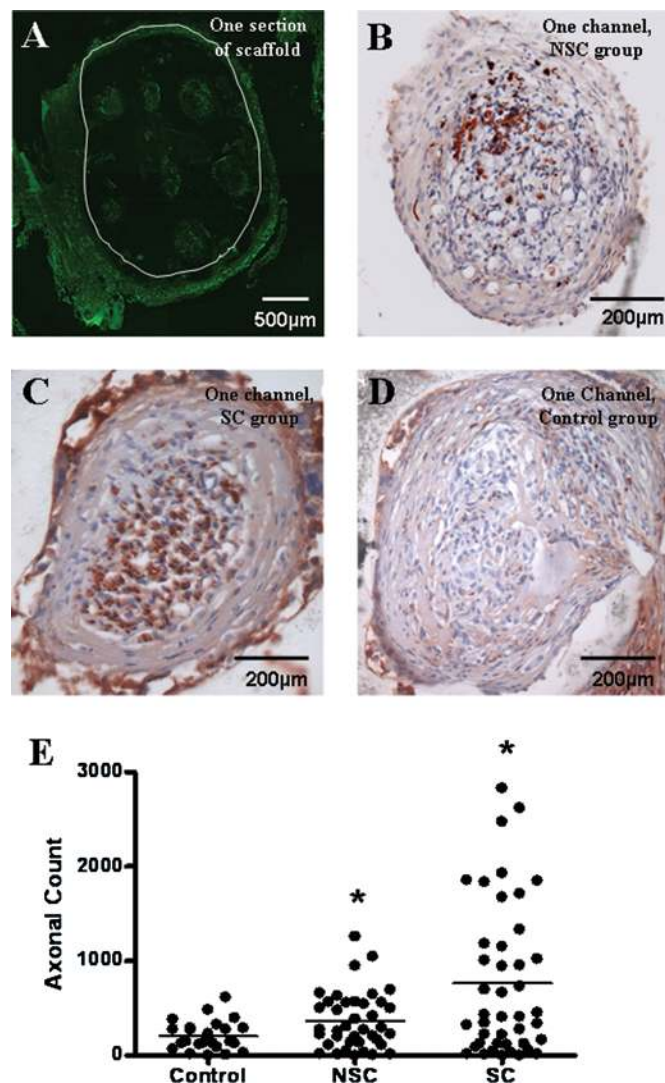 A
One section
of scaffold
500µm
B
One channel,
NSC group
200µm
C
One channel,
SC group
200µm
D
One Channel,
Control group
200µm
E
*
*
3000
2000
1000
0
Axonal Count
Control
NSC
SC